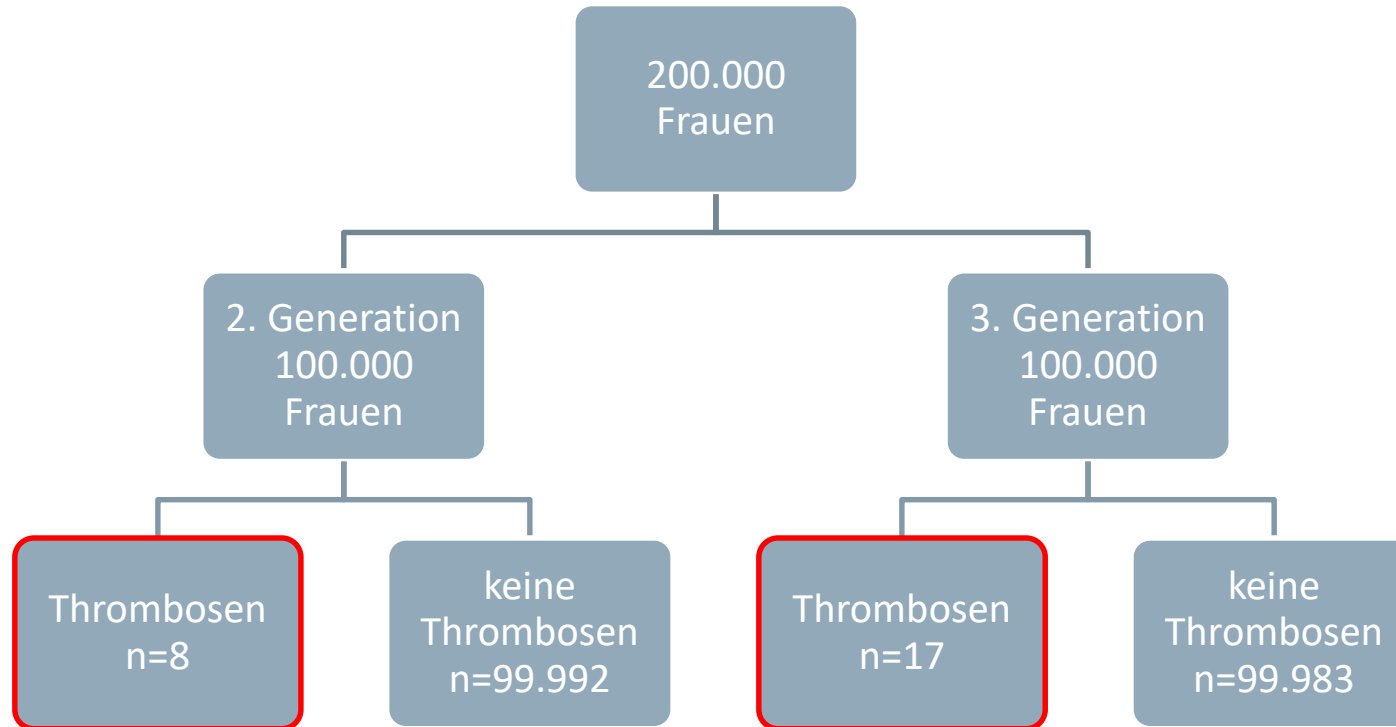 200.000
Frauen
2. Generation
100.000
Frauen
3. Generation
100.000
Frauen
Thrombosen
n=8
keine
Thrombosen
n=99.992
Thrombosen
n=17
keine
Thrombosen
n=99.983